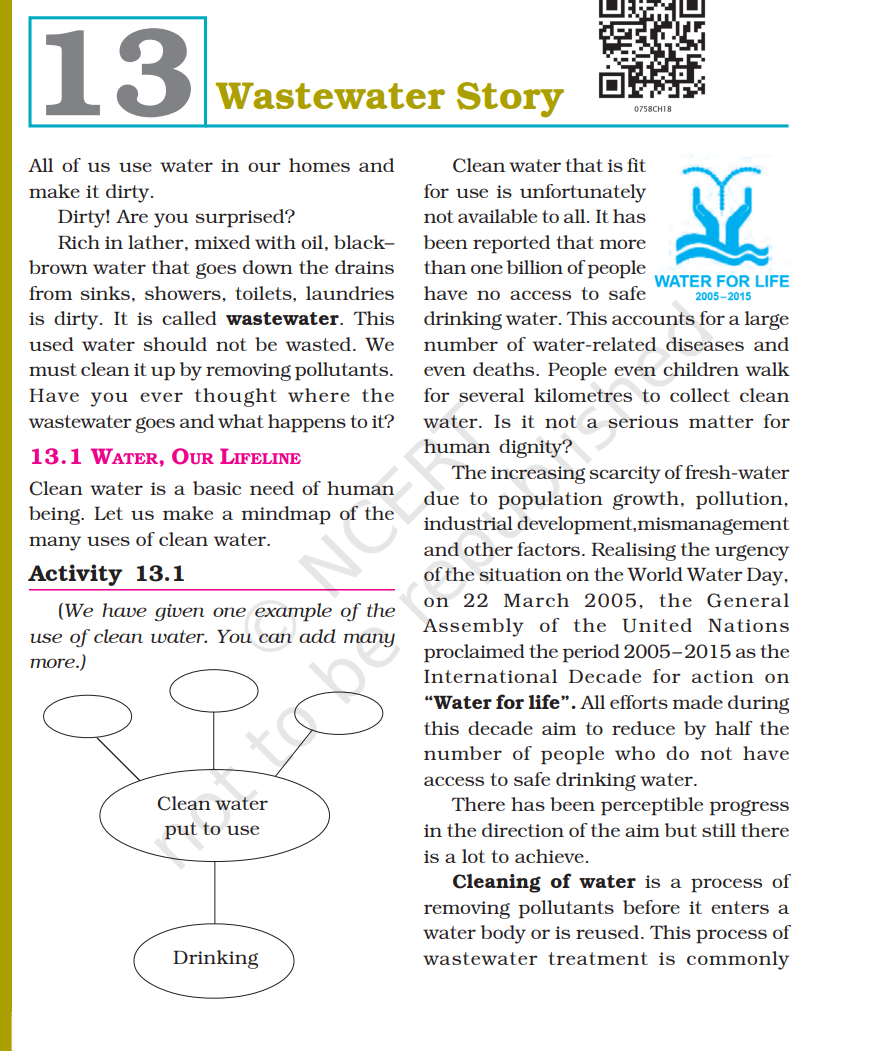 13
Wastewater Story
0758CH18
All of us use water in our homes and
make it dirty.
Dirty! Are you surprised?
Rich in lather, mixed with oil, black–
brown water that goes down the drains
from sinks, showers, toilets, laundries
is dirty. It is called wastewater. This
used water should not be wasted. We
must clean it up by removing pollutants.
Have you ever thought where the
wastewater goes and what happens to it?
13.1 WATER, OUR LIFELINE
Clean water is a basic need of human
being. Let us make a mindmap of the
many uses of clean water.
Activity 13.1
(We have given one example of the
use of clean water. You can add many
more.)
Clean water
put to use
Drinking
Clean water that is fit
for use is unfortunately
not available to all. It has
been reported that more
than one billion of people
have no access to safe
drinking water. This accounts for a large
number of water-related diseases and
even deaths. People even children walk
for several kilometres to collect clean
water. Is it not a serious matter for
human dignity?
WATER FOR LIFE
2005–2015
The increasing scarcity of fresh-water
due to population growth, pollution,
industrial development,mismanagement
and other factors. Realising the urgency
of the situation on the World Water Day,
on 22 March 2005, the General
Assembly of the United Nations
proclaimed the period 2005–2015 as the
International Decade for action on
“Water for life”. All efforts made during
this decade aim to reduce by half the
number of people who do not have
access to safe drinking water.
There has been perceptible progress
in the direction of the aim but still there
is a lot to achieve.
Cleaning of water is a process of
removing pollutants before it enters a
water body or is reused. This process of
wastewater treatment is commonly
© NCERT
not to be republished